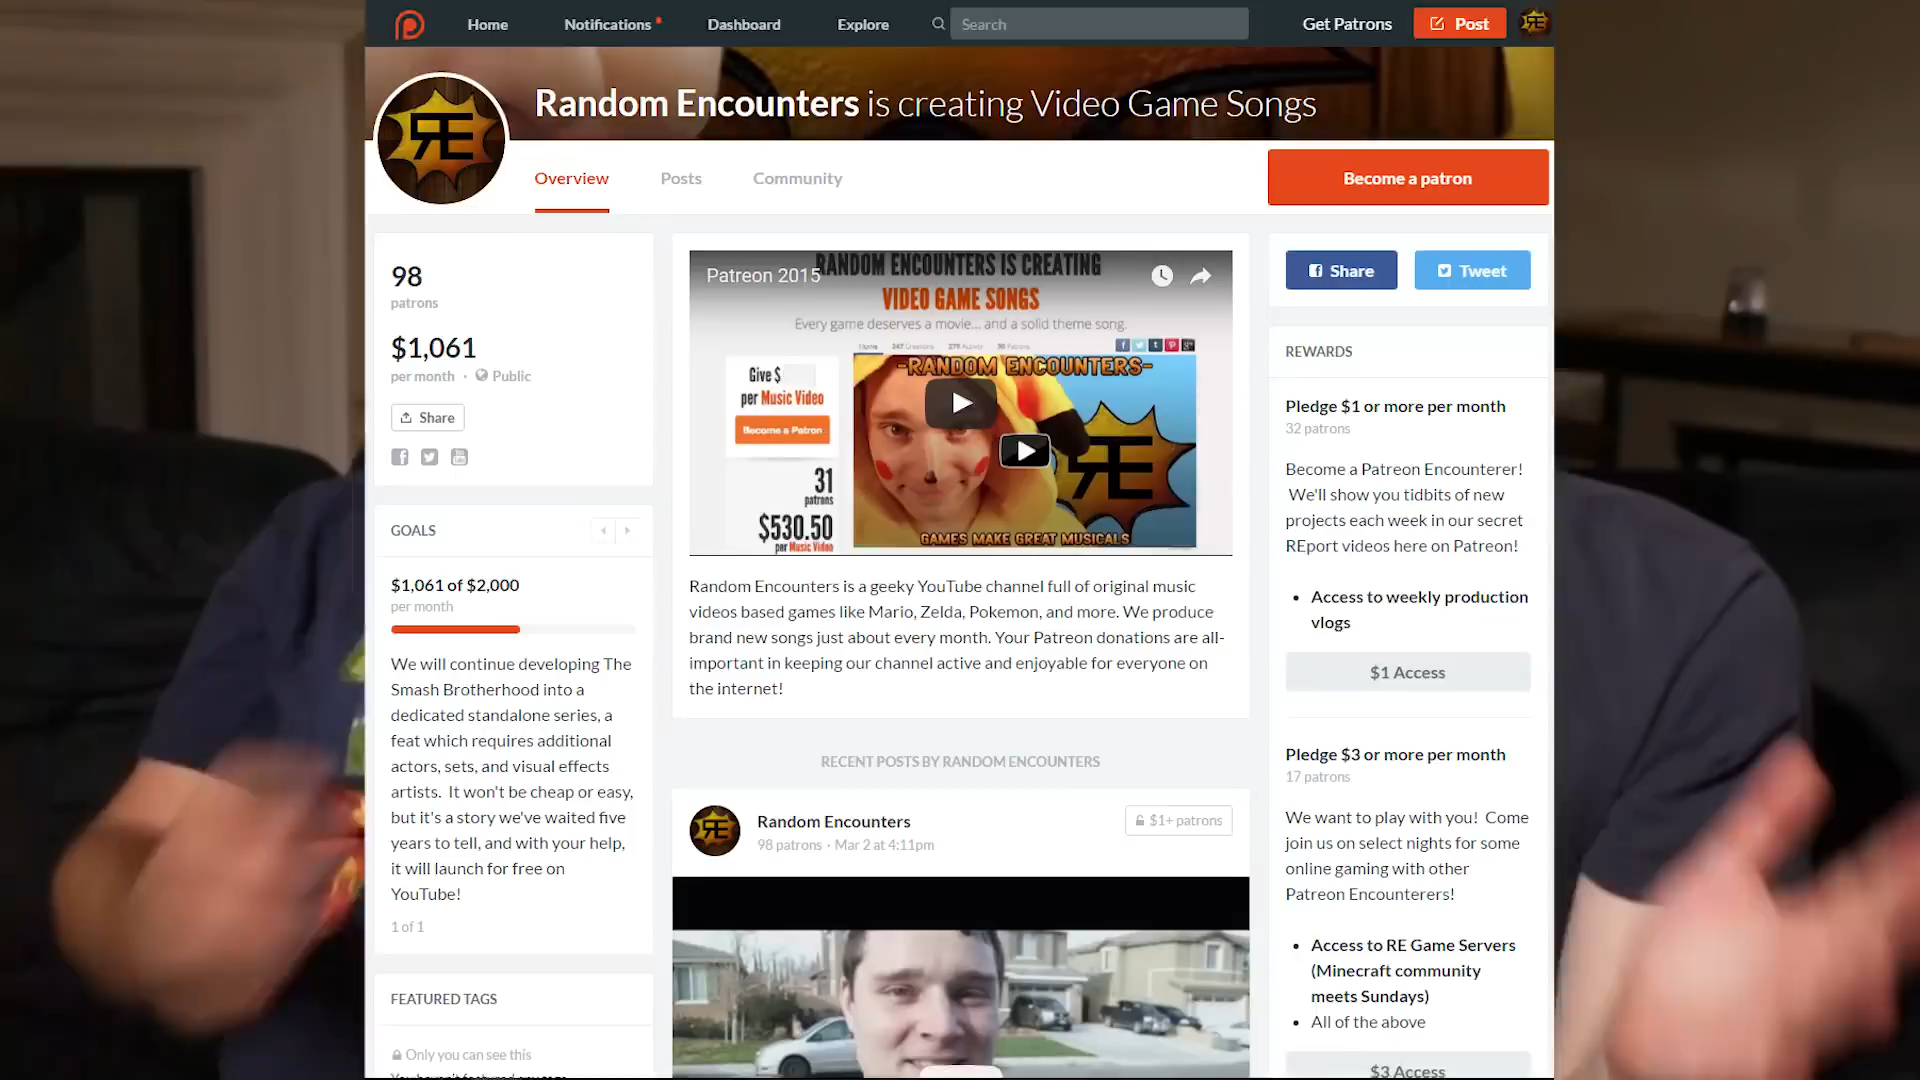 Home
Notifications
Dashboard
Explore
Search
Get Patrons
Post
RE
Random Encounters is creating Video Game Songs
Overview
Posts
Community
Become a patron
98
patrons
$1,061
per month · Public
Share
GOALS
$1,061 of $2,000
per month
We will continue developing The
Smash Brotherhood into a
dedicated standalone series, a
feat which requires additional
actors, sets, and visual effects
artists. It won't be cheap or easy,
but it's a story we've waited five
years to tell, and with your help,
it will launch for free on
YouTube!
1 of 1
FEATURED TAGS
Only you can see this
Patreon 2015
RANDOM ENCOUNTERS IS CREATING
VIDEO GAME SONGS
Every game deserves a movie... and a solid theme song.
Home 247 Creations 279 Activity 30 Patrons
Give $
per Music Video
Become a Patron
31
patrons
$530.50
per Music Video
-RANDOM ENCOUNTERS-
RE
GAMES MAKE GREAT MUSICALS
Random Encounters is a geeky YouTube channel full of original music
videos based games like Mario, Zelda, Pokemon, and more. We produce
brand new songs just about every month. Your Patreon donations are all-
important in keeping our channel active and enjoyable for everyone on
the internet!
RECENT POSTS BY RANDOM ENCOUNTERS
RE
Random Encounters
98 patrons · Mar 2 at 4:11pm
$1+ patrons
Share
Tweet
REWARDS
Pledge $1 or more per month
32 patrons
Become a Patreon Encounterer!
We'll show you tidbits of new
projects each week in our secret
REport videos here on Patreon!
• Access to weekly production
vlogs
$1 Access
Pledge $3 or more per month
17 patrons
We want to play with you! Come
join us on select nights for some
online gaming with other
Patreon Encounterers!
• Access to RE Game Servers
(Minecraft community
meets Sundays)
• All of the above
$3 Access